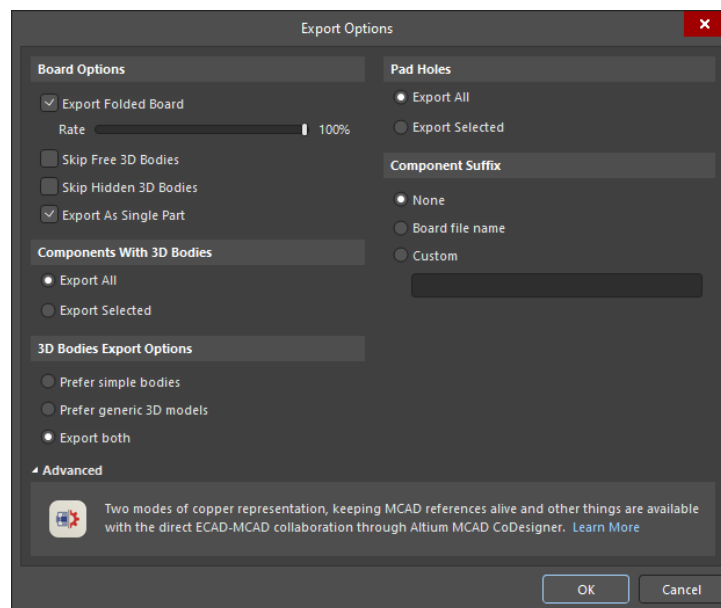 Export Options
Board Options
Export Folded Board
Rate 100%
Skip Free 3D Bodies
Skip Hidden 3D Bodies
Export As Single Part
Components With 3D Bodies
Export All
Export Selected
3D Bodies Export Options
Prefer simple bodies
Prefer generic 3D models
Export both
Pad Holes
Export All
Export Selected
Component Suffix
None
Board file name
Custom
Advanced
Two modes of copper representation, keeping MCAD references alive and other things are available
with the direct ECAD-MCAD collaboration through Altium MCAD CoDesigner. Learn More
OK
Cancel